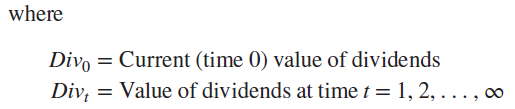 where
Div₀ = Current (time 0) value of dividends
Divₜ = Value of dividends at time t = 1, 2, . . . , ∞